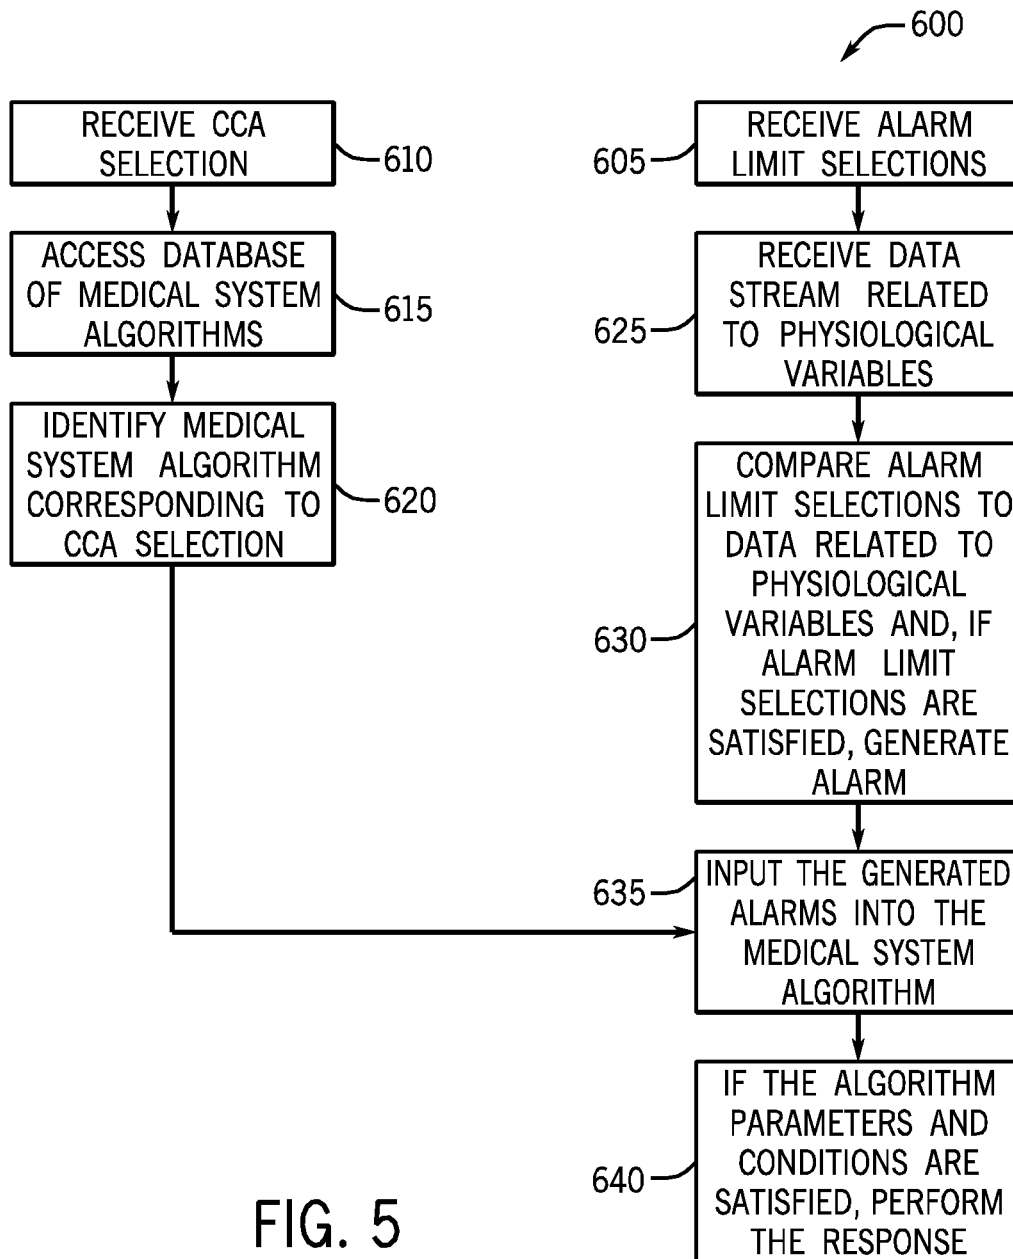 600
RECEIVE CCA
SELECTION
610
ACCESS DATABASE
OF MEDICAL SYSTEM
ALGORITHMS
615
IDENTIFY MEDICAL
SYSTEM ALGORITHM
CORRESPONDING TO
CCA SELECTION
620
RECEIVE ALARM
LIMIT SELECTIONS
605
RECEIVE DATA
STREAM RELATED
TO PHYSIOLOGICAL
VARIABLES
625
COMPARE ALARM
LIMIT SELECTIONS TO
DATA RELATED TO
PHYSIOLOGICAL
VARIABLES AND, IF
ALARM LIMIT
SELECTIONS ARE
SATISFIED, GENERATE
ALARM
630
INPUT THE GENERATED
ALARMS INTO THE
MEDICAL SYSTEM
ALGORITHM
635
IF THE ALGORITHM
PARAMETERS AND
CONDITIONS ARE
SATISFIED, PERFORM
THE RESPONSE
640
FIG. 5